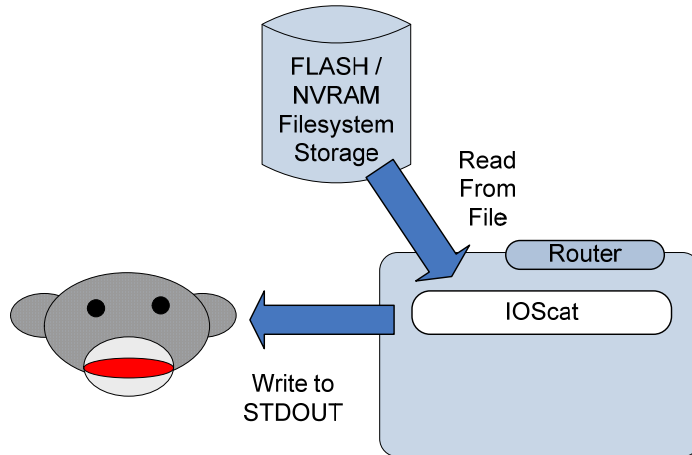 FLASH /
NVRAM
Filesystem
Storage
Read
From
File
Router
IOScat
Write to
STDOUT